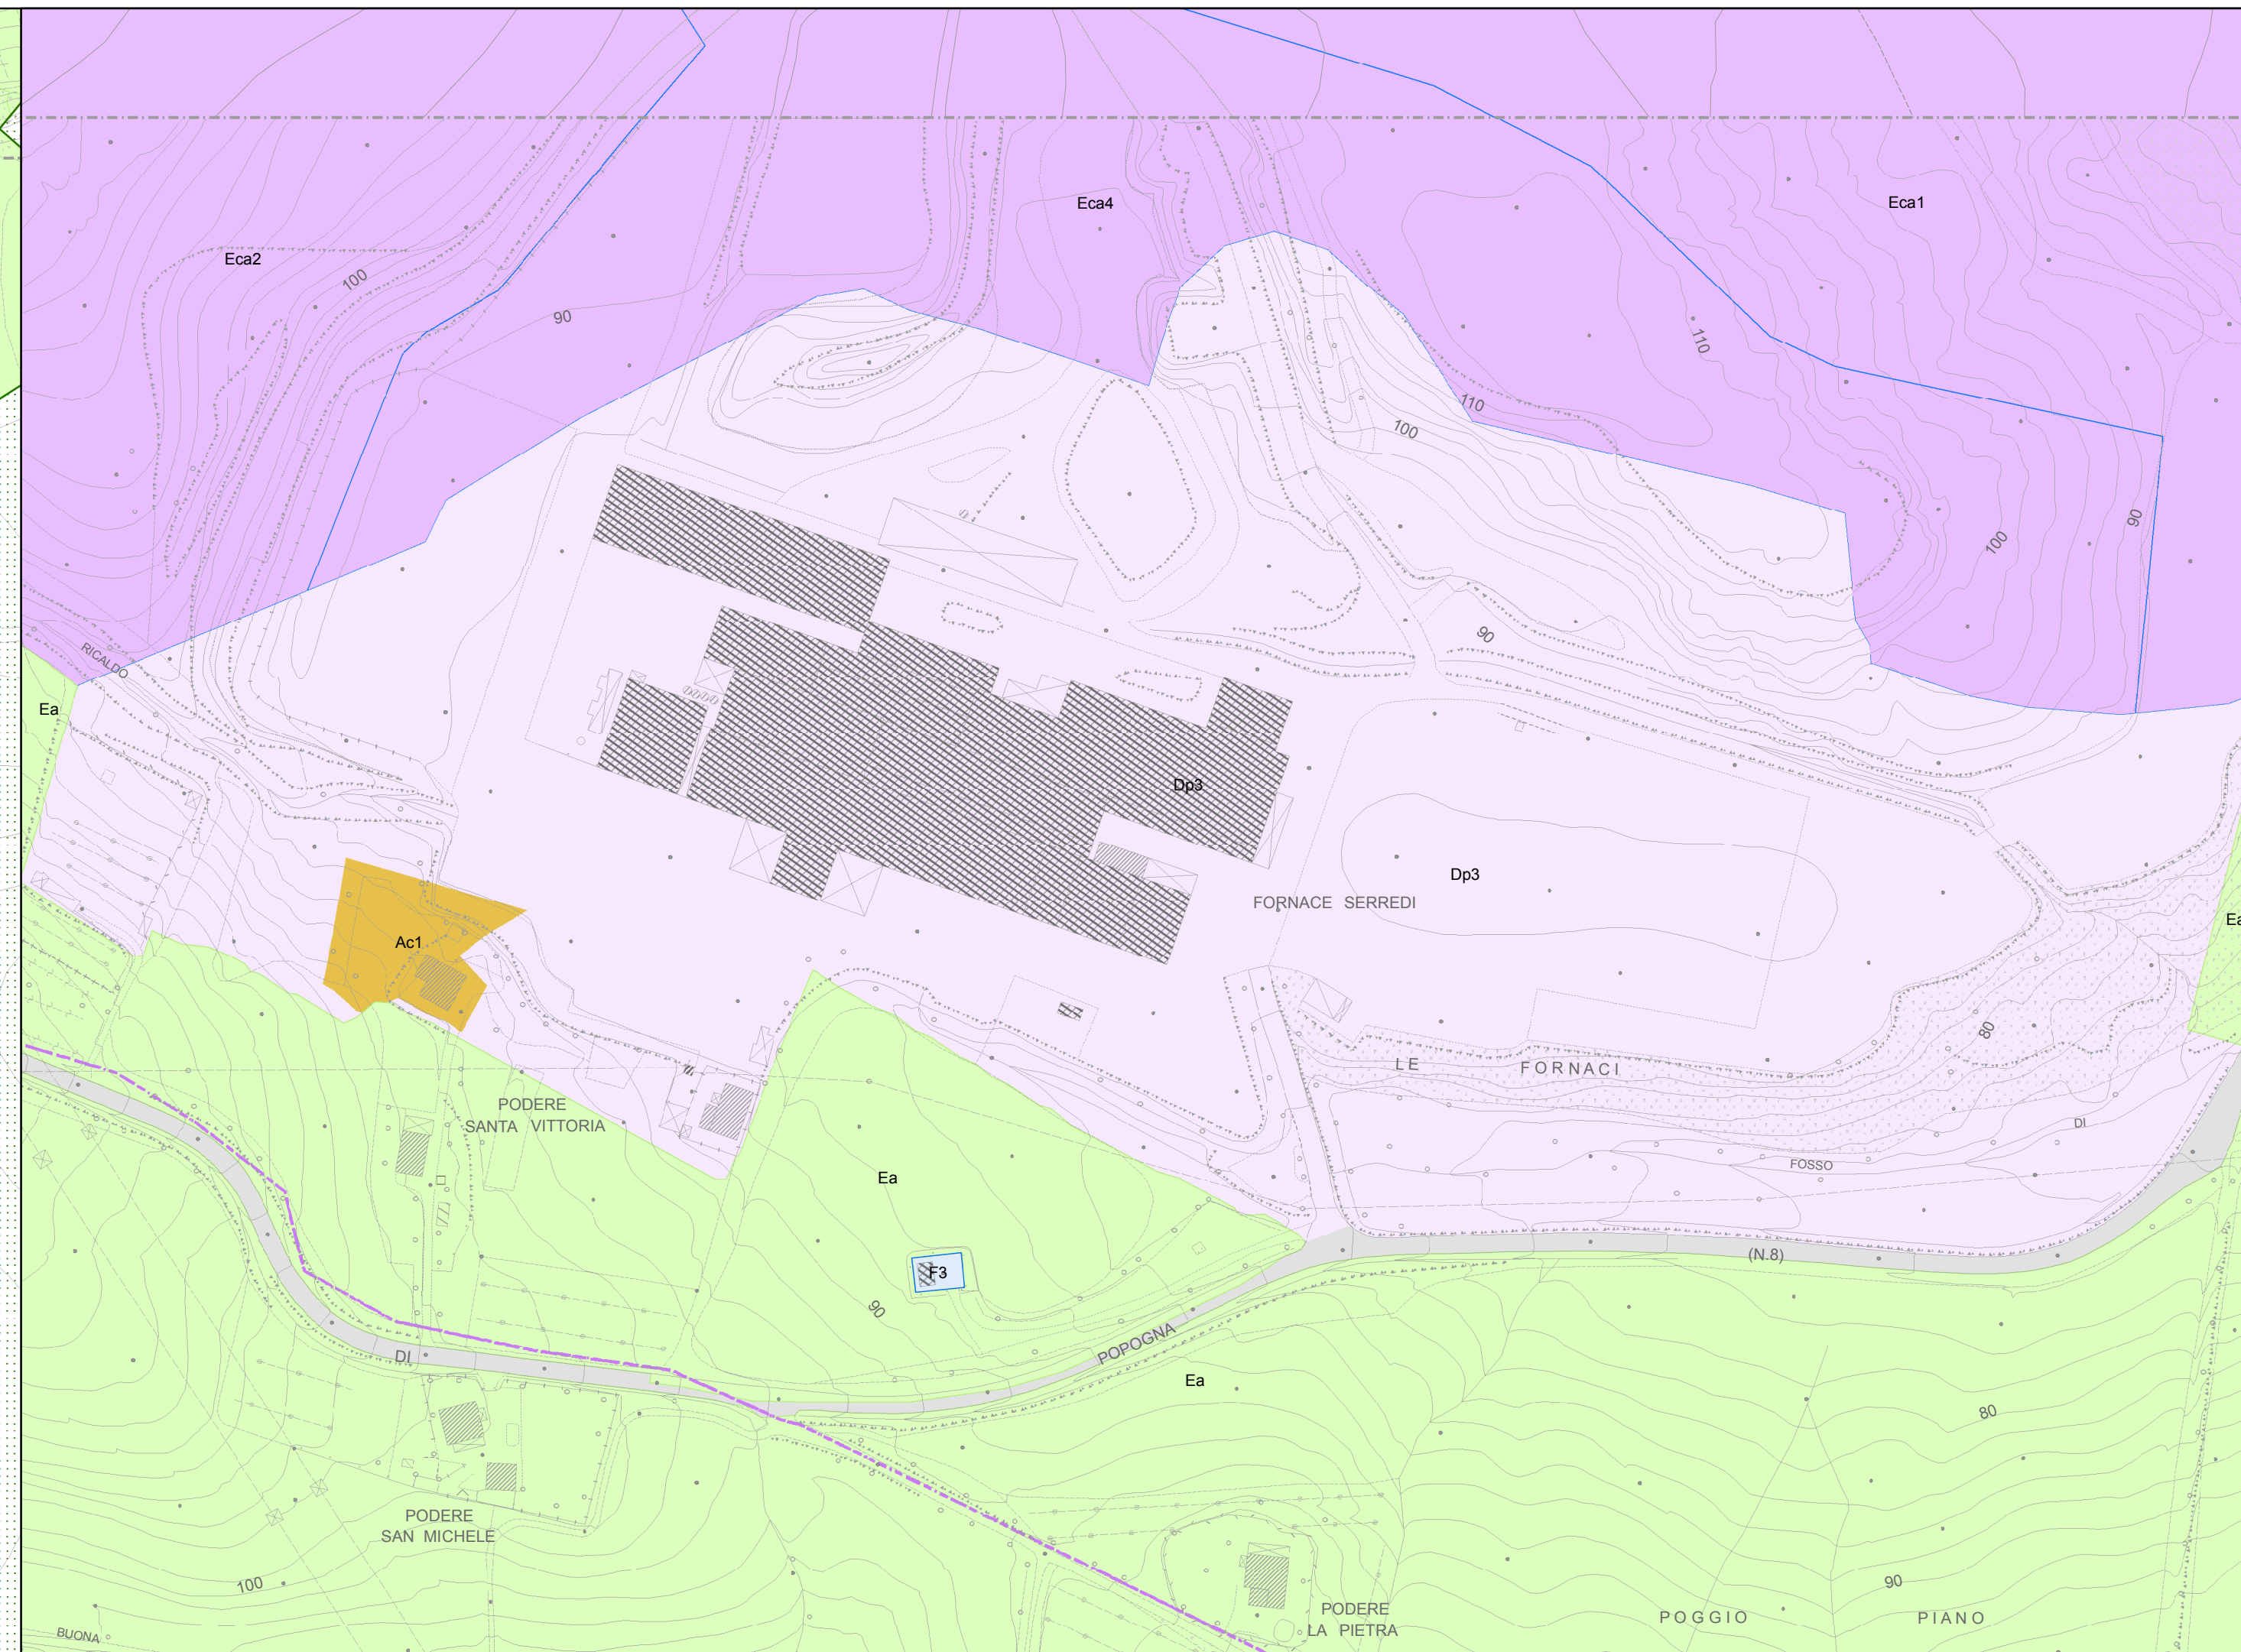 Eca4
Eca1
Eca2
100
90
110
110
100
90
100
90
RICALDO
Ea
Dp3
Dp3
FORNACE SERREDI
Ea
Ac1
80
LE FORNACI
PODERE
SANTA VITTORIA
DI
FOSSO
Ea
(N.8)
F3
90
POPOGNA
DI
Ea
80
PODERE
SAN MICHELE
100
90
PODERE
LA PIETRA
POGGIO PIANO
BUONA